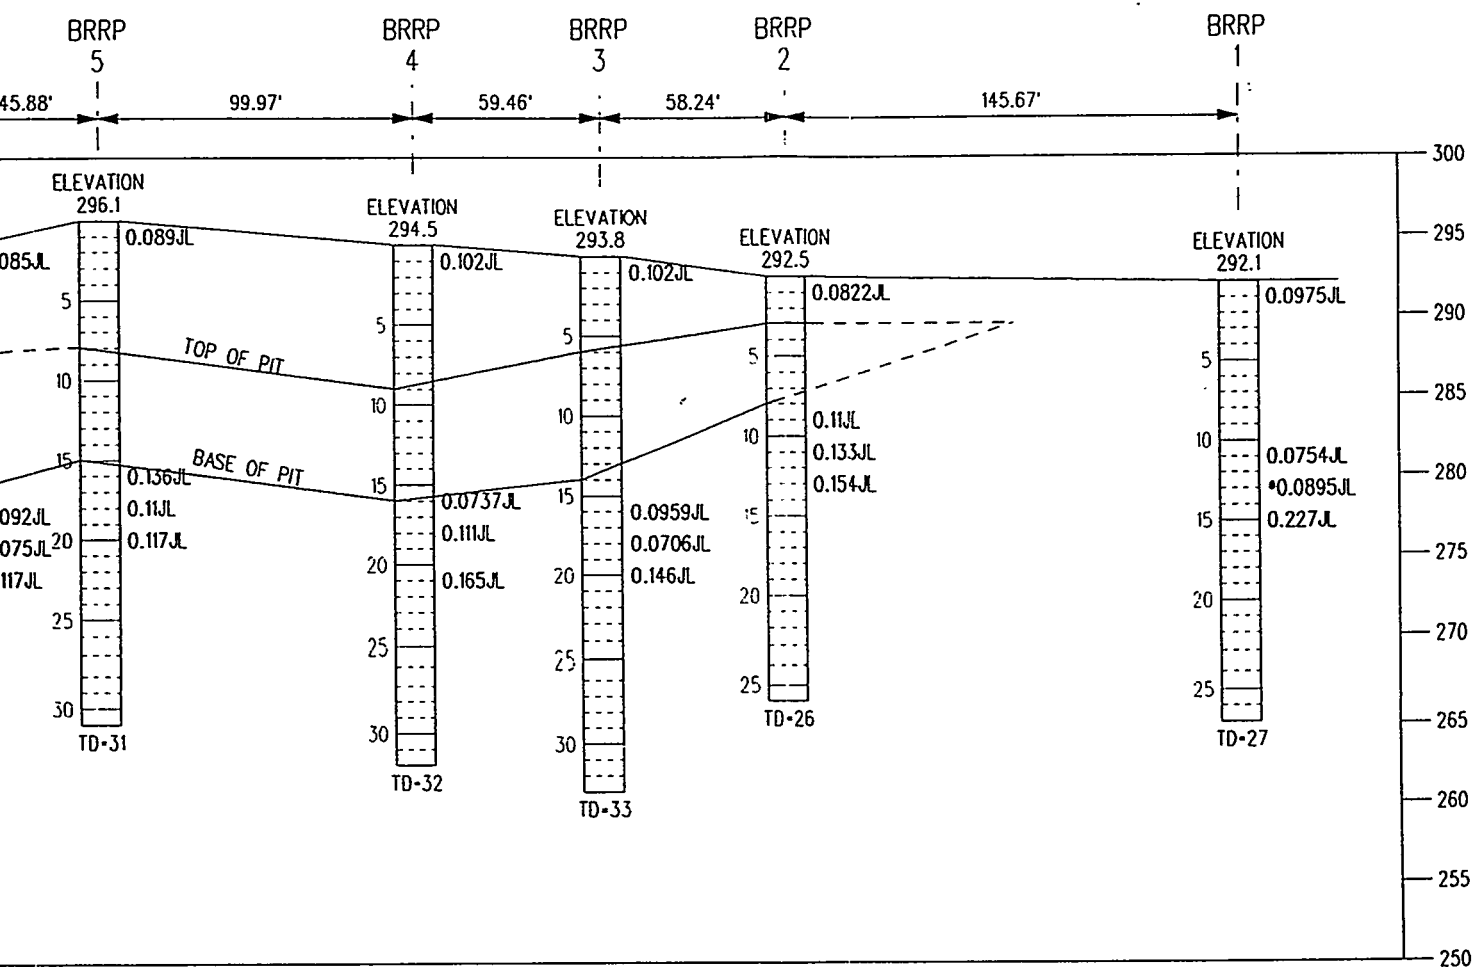 BRRP BRRP BRRP BRRP BRRP
5 4 3 2 1
45.88' 99.97' 59.46' 58.24' 145.67'
ELEVATION
296.1
0.089JL
5
10
15
0.136JL
0.11JL
20 0.117JL
25
30
TD=31
085JL
092JL
075JL
117JL
TOP OF PIT
BASE OF PIT
ELEVATION
294.5
0.102JL
5
10
15
0.0737JL
0.111JL
20
0.165JL
25
30
TD=32
ELEVATION
293.8
0.102JL
5
10
15
0.0959JL
0.0706JL
20 0.146JL
25
30
TD=33
ELEVATION
292.5
0.0822JL
5
0.11JL
10
0.133JL
0.154JL
15
20
25
TD=26
ELEVATION
292.1
0.0975JL
5
10
0.0754JL
*0.0895JL
15 0.227JL
20
25
TD=27
300
295
290
285
280
275
270
265
260
255
250